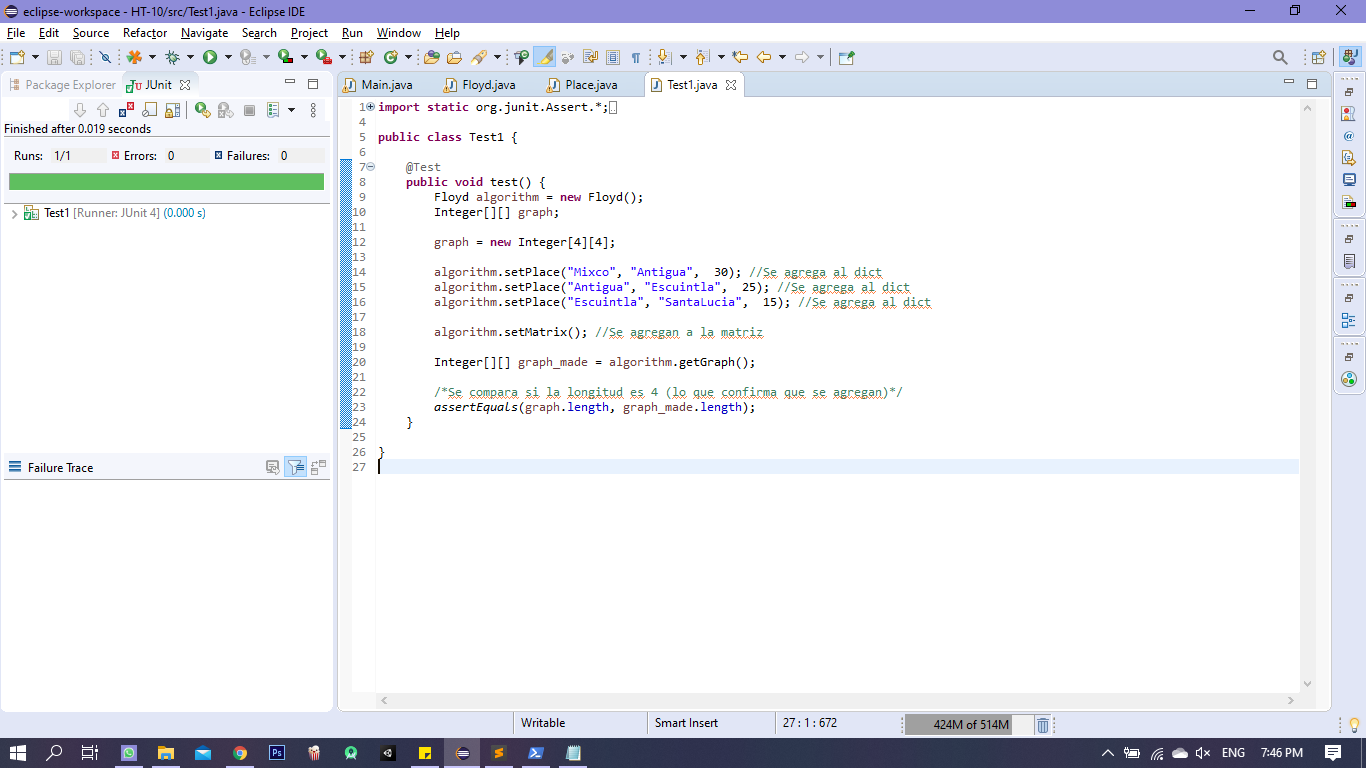 eclipse-workspace - HT-10/src/Test1.java - Eclipse IDE
File Edit Source Refactor Navigate Search Project Run Window Help
Package Explorer JUnit
Main.java Floyd.java Place.java Test1.java
Finished after 0.019 seconds
Runs: 1/1 Errors: 0 Failures: 0
Test1 [Runner: JUnit 4] (0.000 s)
Failure Trace
1 import static org.junit.Assert.*;
4
5 public class Test1 {
6
7 @Test
8 public void test() {
9 Floyd algorithm = new Floyd();
10 Integer[][] graph;
11
12 graph = new Integer[4][4];
13
14 algorithm.setPlace("Mixco", "Antigua",  30); //Se agrega al dict
15 algorithm.setPlace("Antigua", "Escuintla",  25); //Se agrega al dict
16 algorithm.setPlace("Escuintla", "SantaLucia",  15); //Se agrega al dict
17
18 algorithm.setMatrix(); //Se agregan a la matriz
19
20 Integer[][] graph_made = algorithm.getGraph();
21
22 /*Se compara si la longitud es 4 (lo que confirma que se agregan)*/
23 assertEquals(graph.length, graph_made.length);
24 }
25
26 }
27
Writable Smart Insert 27 : 1 : 672 424M of 514M
Ps ENG 7:46 PM